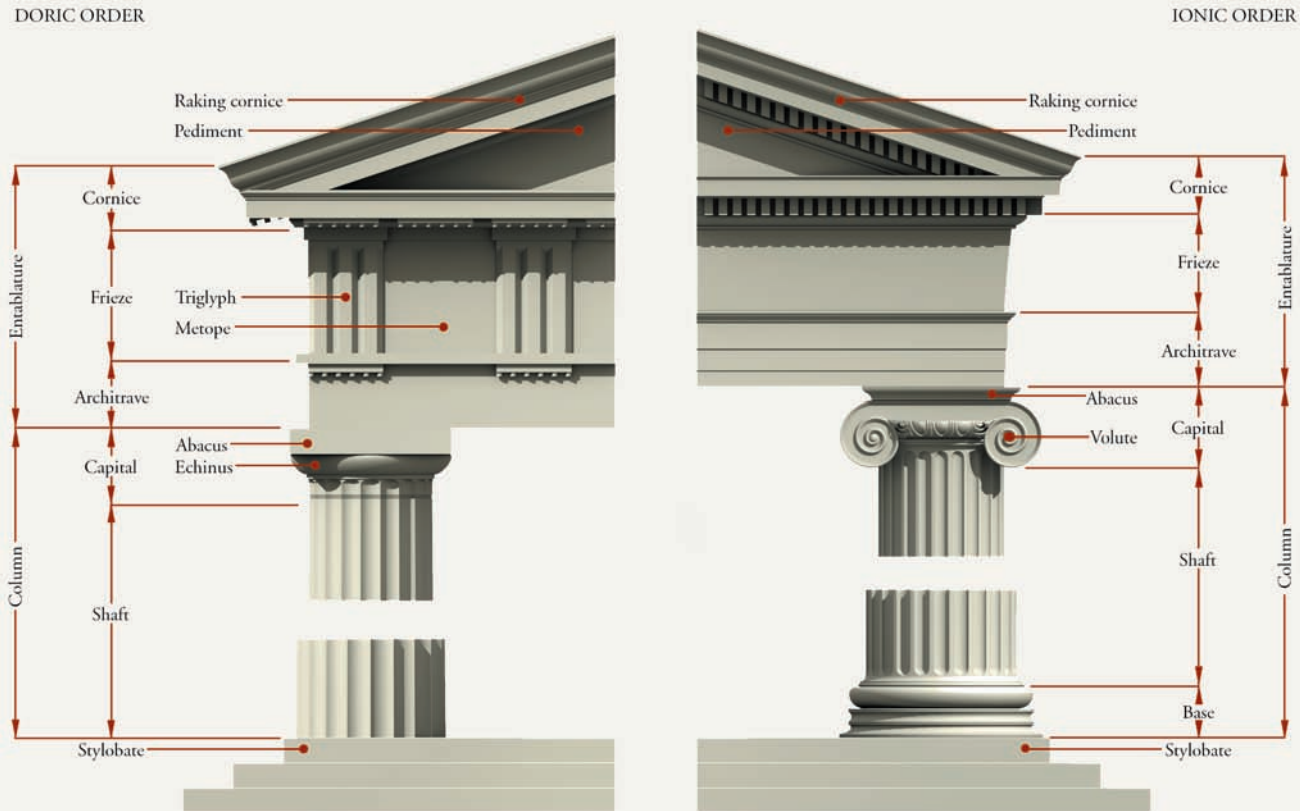 DORIC ORDER
Raking cornice
Pediment
Cornice
Entablature
Frieze
Triglyph
Metope
Architrave
Abacus
Echinus
Capital
Column
Shaft
Stylobate
IONIC ORDER
Raking cornice
Pediment
Cornice
Entablature
Frieze
Architrave
Abacus
Capital
Volute
Shaft
Column
Base
Stylobate